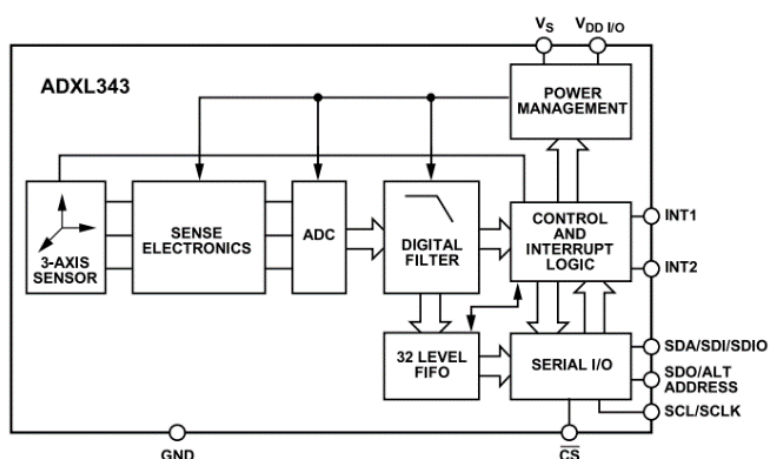 V_S
V_DD I/O
ADXL343
POWER
MANAGEMENT
3-AXIS
SENSOR
SENSE
ELECTRONICS
ADC
DIGITAL
FILTER
CONTROL
AND
INTERRUPT
LOGIC
INT1
INT2
32 LEVEL
FIFO
SERIAL I/O
SDA/SDI/SDIO
SDO/ALT
ADDRESS
SCL/SCLK
GND
C̅S̅